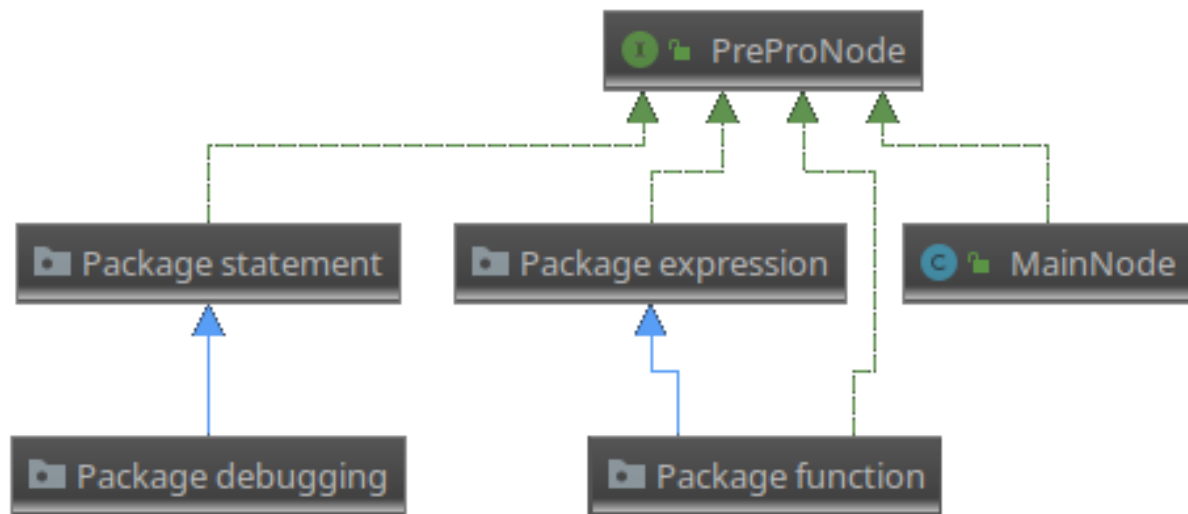 I PreProNode
Package statement
Package expression
C MainNode
Package debugging
Package function